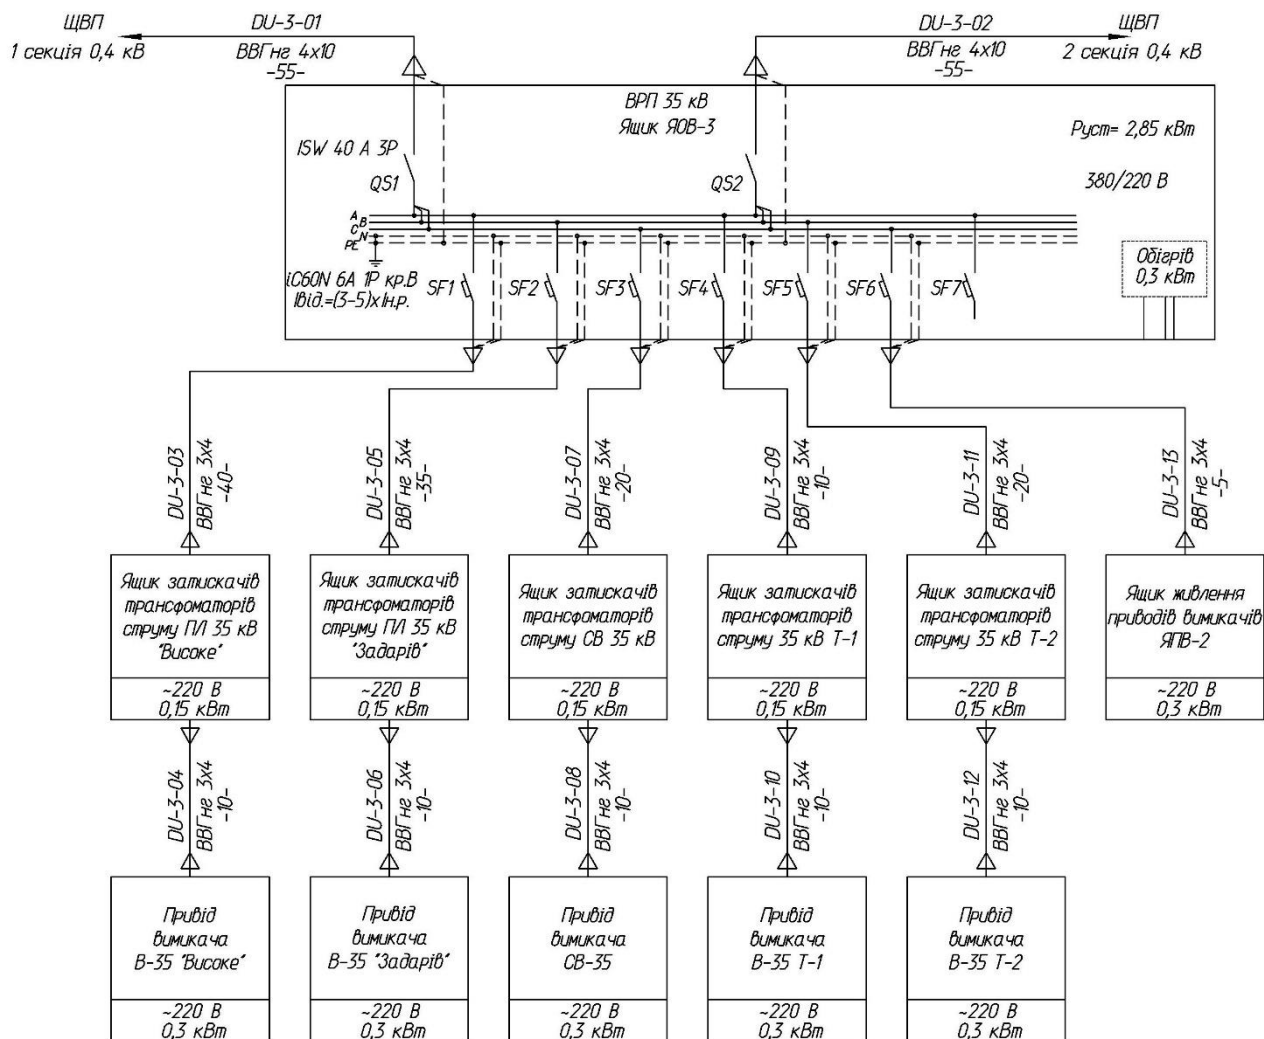 ЩВП
DU-3-01
DU-3-02
ЩВП
1 секція 0,4 кВ
ВВГнг 4х10
ВВГнг 4х10
2 секція 0,4 кВ
-55-
-55-
ВРП 35 кВ
Ящик ЯОВ-3
Руст= 2,85 кВт
ISW 40 A 3P
QS1
QS2
380/220 В
A
B
C
N
PE
Обігрів
0,3 кВт
iC60N 6A 1P кр.В
Івід.=(3-5)хІн.р.
SF1
SF2
SF3
SF4
SF5
SF6
SF7
DU-3-03
ВВГнг 3х4
-40-
DU-3-05
ВВГнг 3х4
-35-
DU-3-07
ВВГнг 3х4
-20-
DU-3-09
ВВГнг 3х4
-10-
DU-3-11
ВВГнг 3х4
-20-
DU-3-13
ВВГнг 3х4
-5-
Ящик затискачів
трансфоматорів
струму ПЛ 35 кВ
"Високе"
~220 В
0,15 кВт
Ящик затискачів
трансфоматорів
струму ПЛ 35 кВ
"Задарів"
~220 В
0,15 кВт
Ящик затискачів
трансфоматорів
струму СВ 35 кВ
~220 В
0,15 кВт
Ящик затискачів
трансфоматорів
струму 35 кВ Т-1
~220 В
0,15 кВт
Ящик затискачів
трансфоматорів
струму 35 кВ Т-2
~220 В
0,15 кВт
Ящик живлення
приводів вимикачів
ЯПВ-2
~220 В
0,3 кВт
DU-3-04
ВВГнг 3х4
-10-
DU-3-06
ВВГнг 3х4
-10-
DU-3-08
ВВГнг 3х4
-10-
DU-3-10
ВВГнг 3х4
-10-
DU-3-12
ВВГнг 3х4
-10-
Привід
вимикача
В-35 "Високе"
~220 В
0,3 кВт
Привід
вимикача
В-35 "Задарів"
~220 В
0,3 кВт
Привід
вимикача
СВ-35
~220 В
0,3 кВт
Привід
вимикача
В-35 Т-1
~220 В
0,3 кВт
Привід
вимикача
В-35 Т-2
~220 В
0,3 кВт